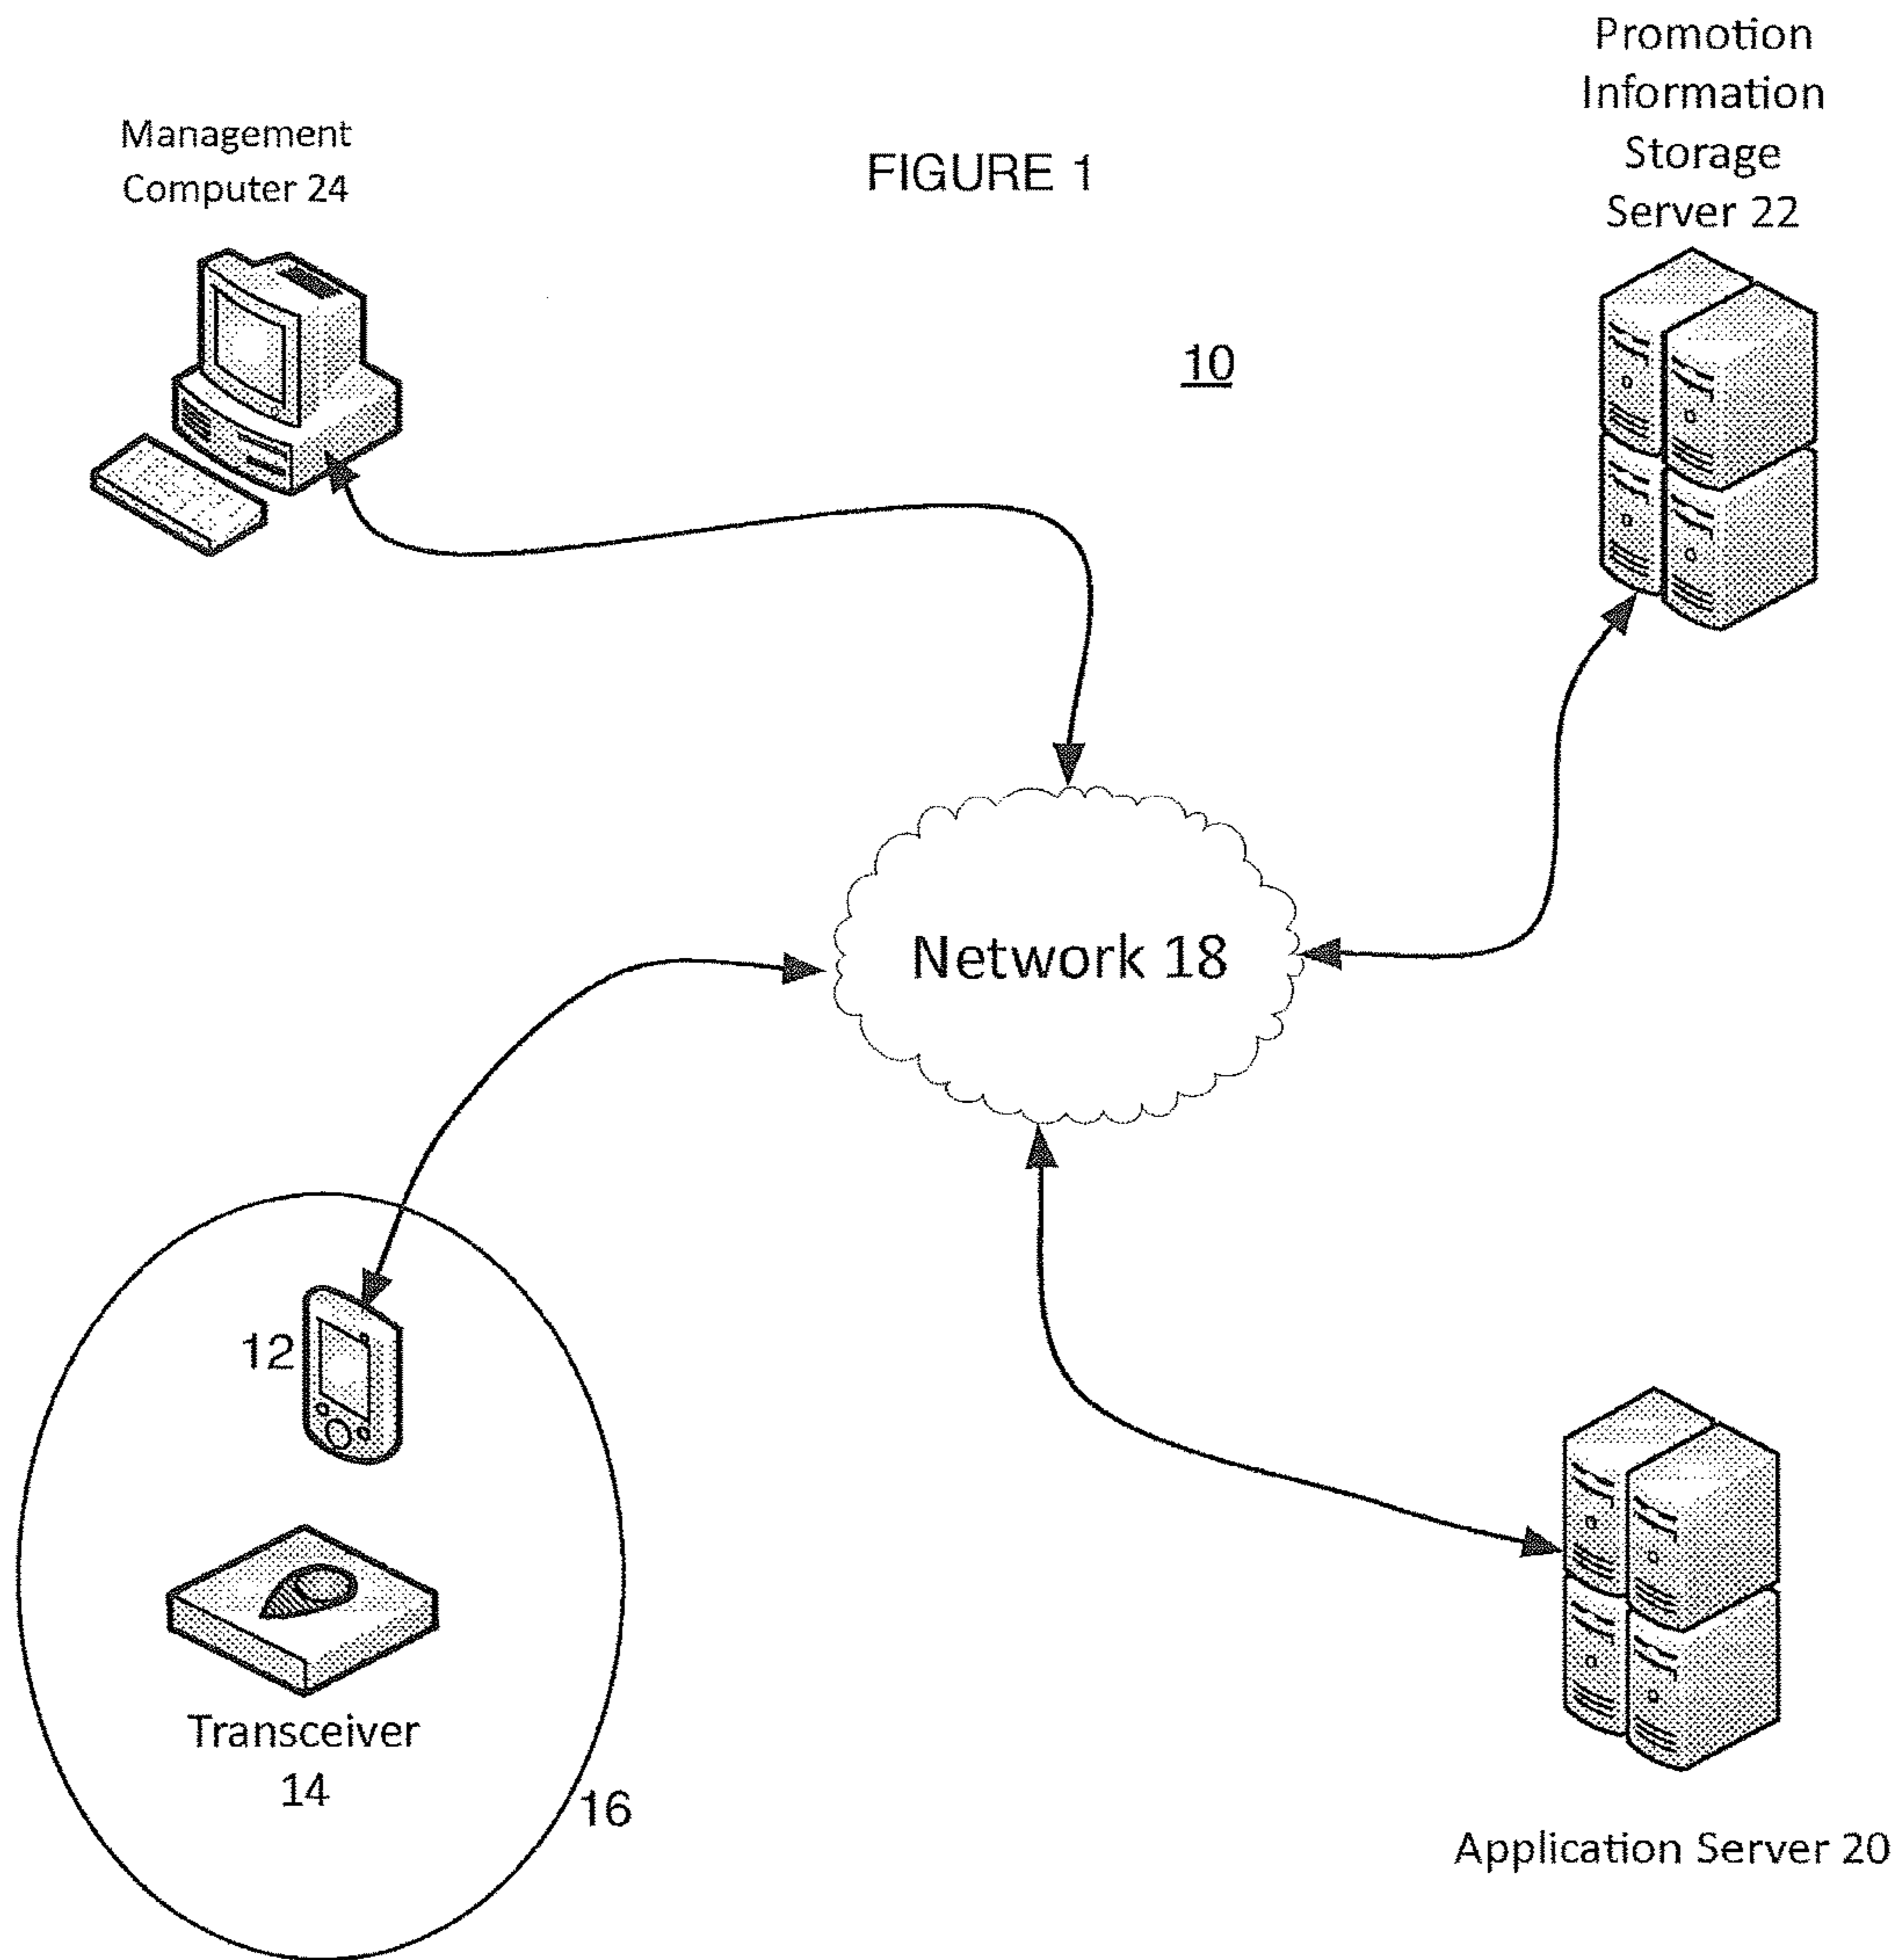 Promotion
Information
Storage
Server 22
Management
Computer 24
FIGURE 1
10
Network 18
12
Transceiver
14
16
Application Server 20